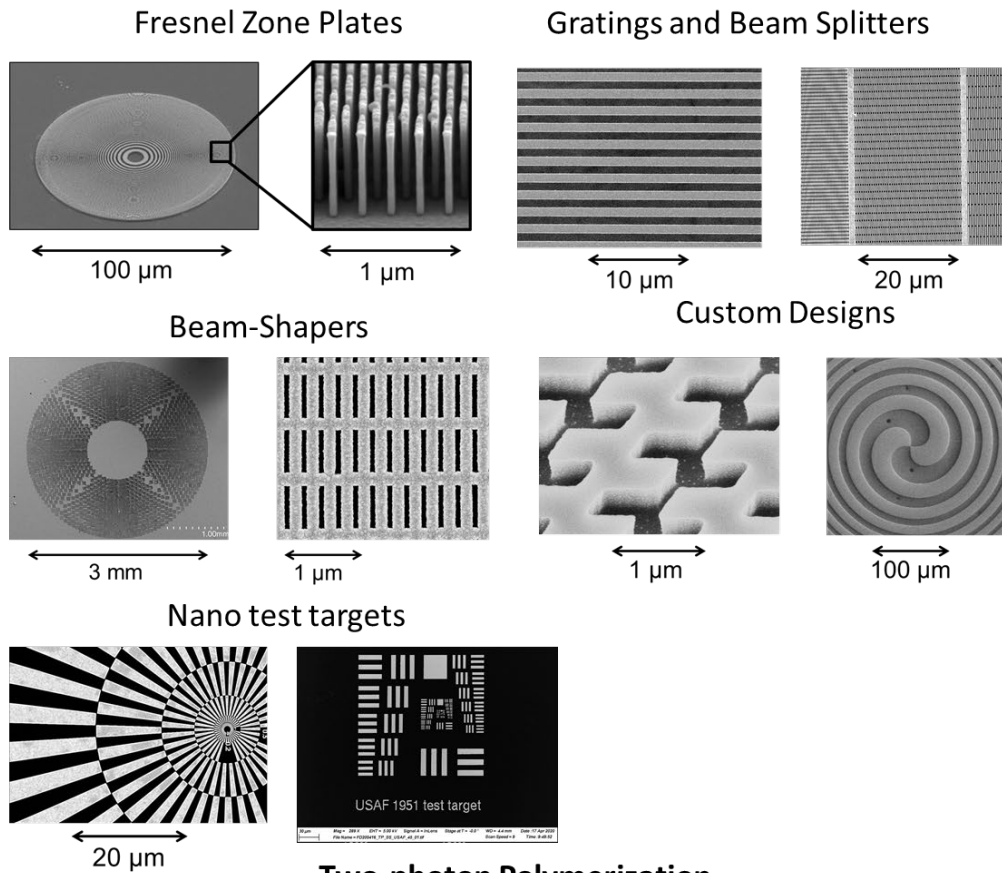 Fresnel Zone Plates
Gratings and Beam Splitters
100 µm
1 µm
10 µm
20 µm
Beam-Shapers
Custom Designs
1.00mm
3 mm
1 µm
1 µm
100 µm
Nano test targets
USAF 1951 test target
20 µm
Two-photon Polymerization